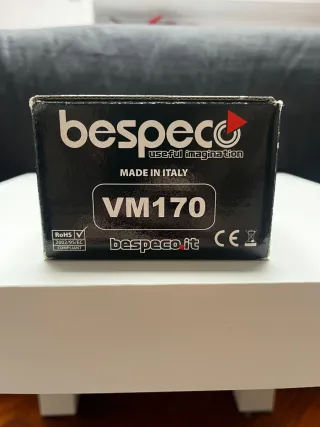 bespeco
useful imagination
MADE IN ITALY
VM170
RoHS
2002/95/EC
COMPLIANT
bespeco.it
CE